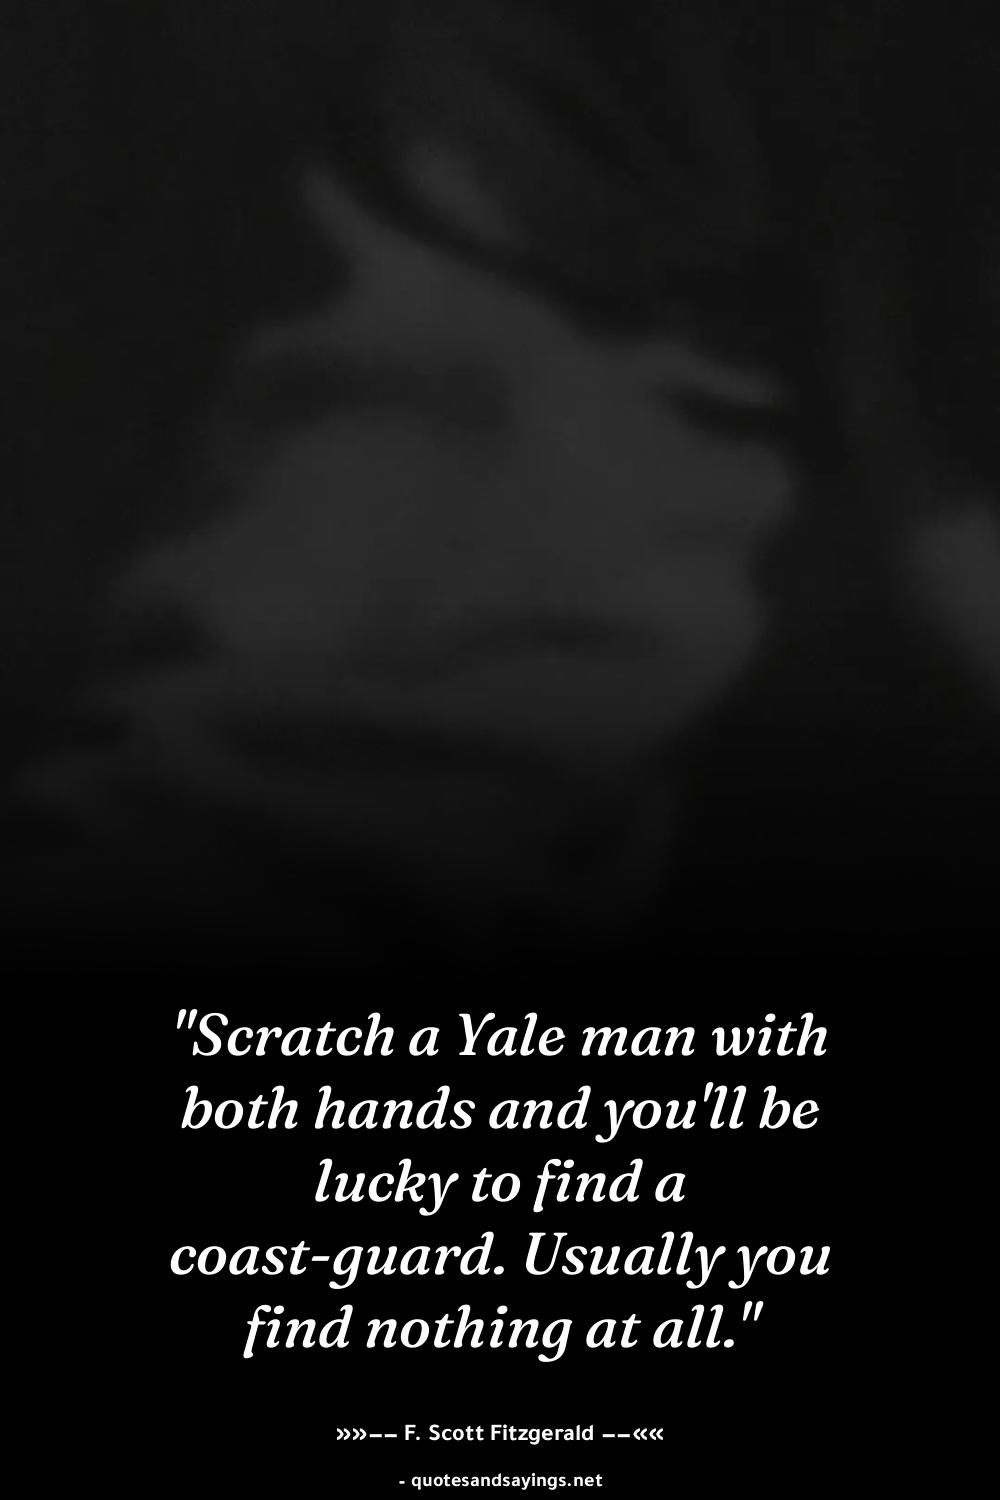 "Scratch a Yale man with
both hands and you'll be
lucky to find a
coast-guard. Usually you
find nothing at all."
»»−− F. Scott Fitzgerald −−««
- quotesandsayings.net